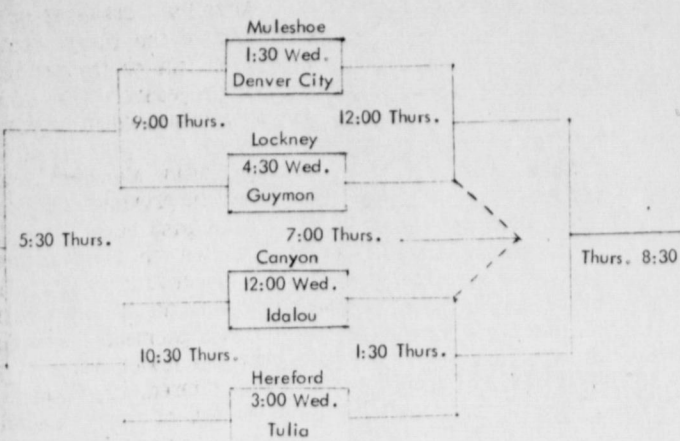 Muleshoe
1:30 Wed.
Denver City
9:00 Thurs.
12:00 Thurs.
Lockney
4:30 Wed.
Guymon
5:30 Thurs.
7:00 Thurs.
Thurs. 8:30
Canyon
12:00 Wed.
Idalou
10:30 Thurs.
1:30 Thurs.
Hereford
3:00 Wed.
Tulia